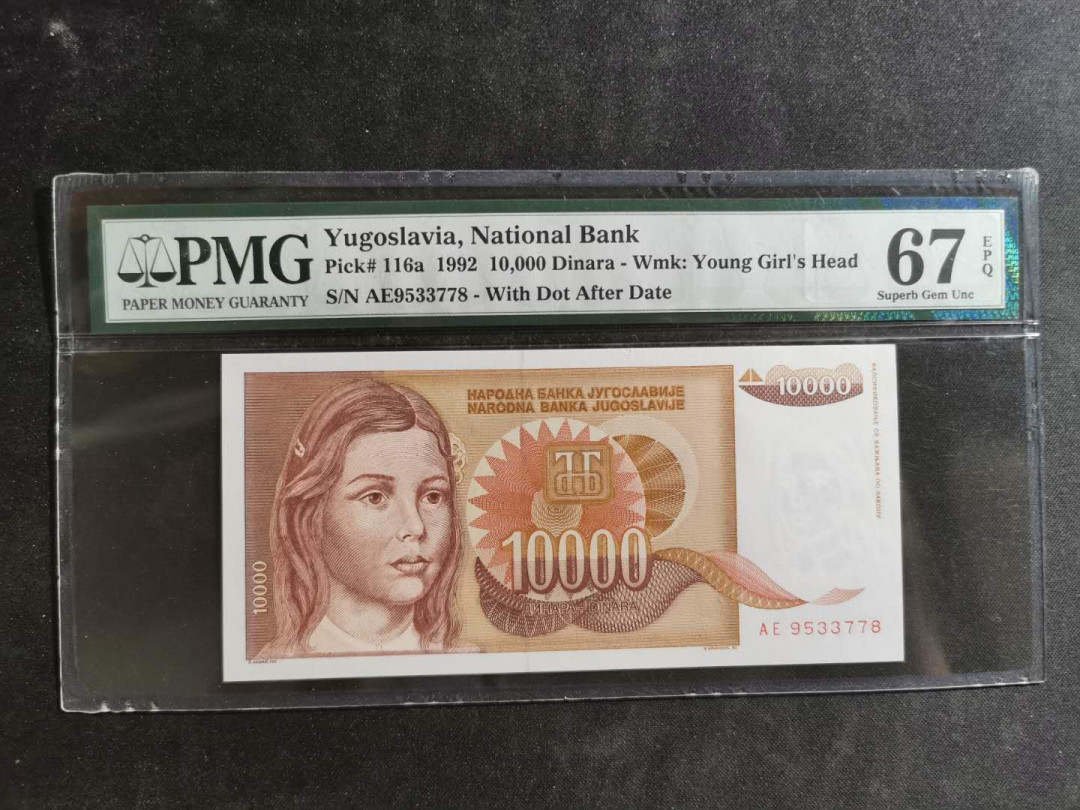 PMG
PAPER MONEY GUARANTY
Yugoslavia, National Bank
Pick# 116a 1992 10,000 Dinara - Wmk: Young Girl's Head
S/N AE9533778 - With Dot After Date
67
EPQ
Superb Gem Unc
НАРОДНА БАНКА ЈУГОСЛАВИЈЕ
NARODNA BANKA JUGOSLAVIJE
10000
10000
DINARA
10000
AE 9533778